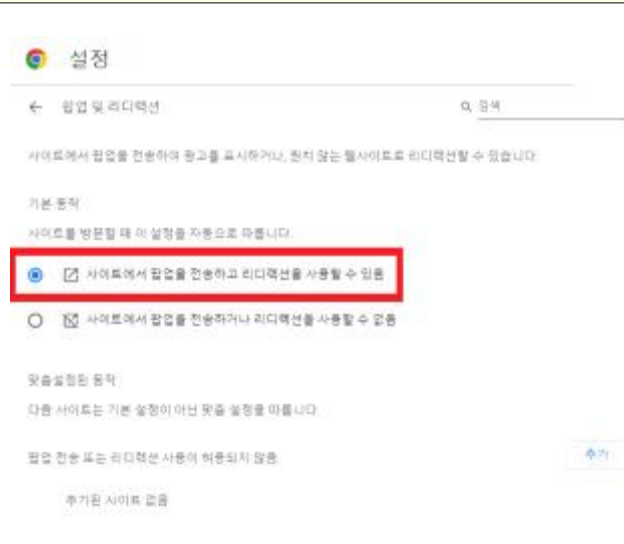 설정
팝업 및 리디렉션
검색
사이트에서 팝업을 전송하여 광고를 표시하거나, 원치 않는 웹사이트로 리디렉션할 수 있습니다.
기본 동작
사이트를 방문할 때 이 설정을 자동으로 따릅니다.
사이트에서 팝업을 전송하고 리디렉션을 사용할 수 있음
사이트에서 팝업을 전송하거나 리디렉션을 사용할 수 없음
맞춤설정된 동작
다음 사이트는 기본 설정이 아닌 맞춤 설정을 따릅니다.
팝업 전송 또는 리디렉션 사용이 허용되지 않음
추가
추가된 사이트 없음